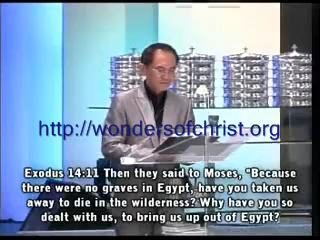 http://wondersofchrist.org
Exodus 14:11 Then they said to Moses, "Because
there were no graves in Egypt, have you taken us
away to die in the wilderness? Why have you so
dealt with us, to bring us up out of Egypt?